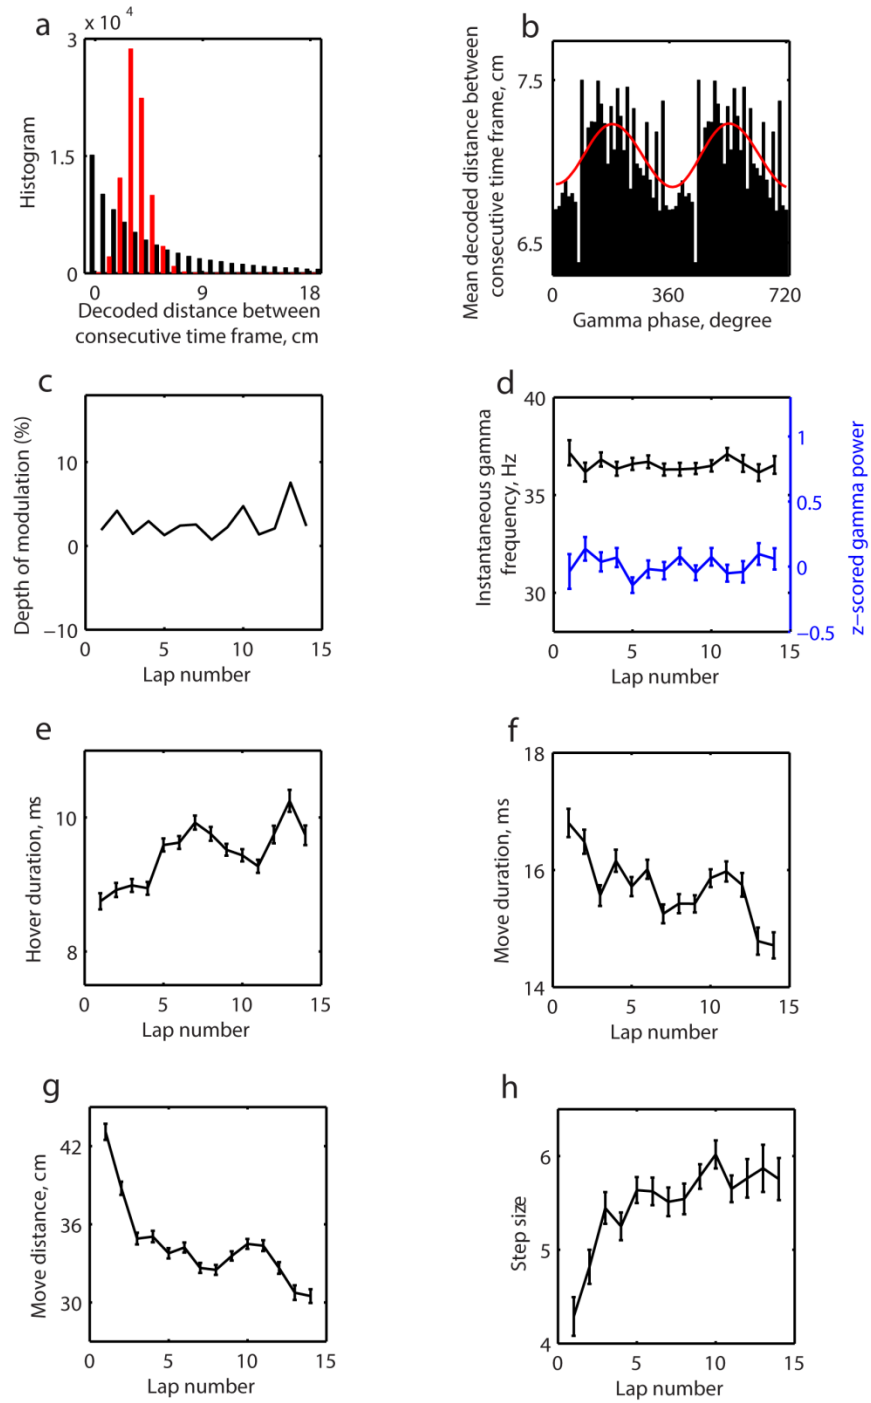 a
x 10⁴
3
1.5
0
Histogram
0 9 18
Decoded distance between
consecutive time frame, cm
b
Mean decoded distance between
consecutive time frame, cm
7.5
6.5
0 360 720
Gamma phase, degree
c
Depth of modulation (%)
10
0
−10
0 5 10 15
Lap number
d
Instantaneous gamma
frequency, Hz
40
35
30
1
0.5
0
−0.5
z−scored gamma power
0 5 10 15
Lap number
e
Hover duration, ms
10
8
0 5 10 15
Lap number
f
Move duration, ms
18
16
14
0 5 10 15
Lap number
g
Move distance, cm
42
36
30
0 5 10 15
Lap number
h
Step size
6
5
4
0 5 10 15
Lap number